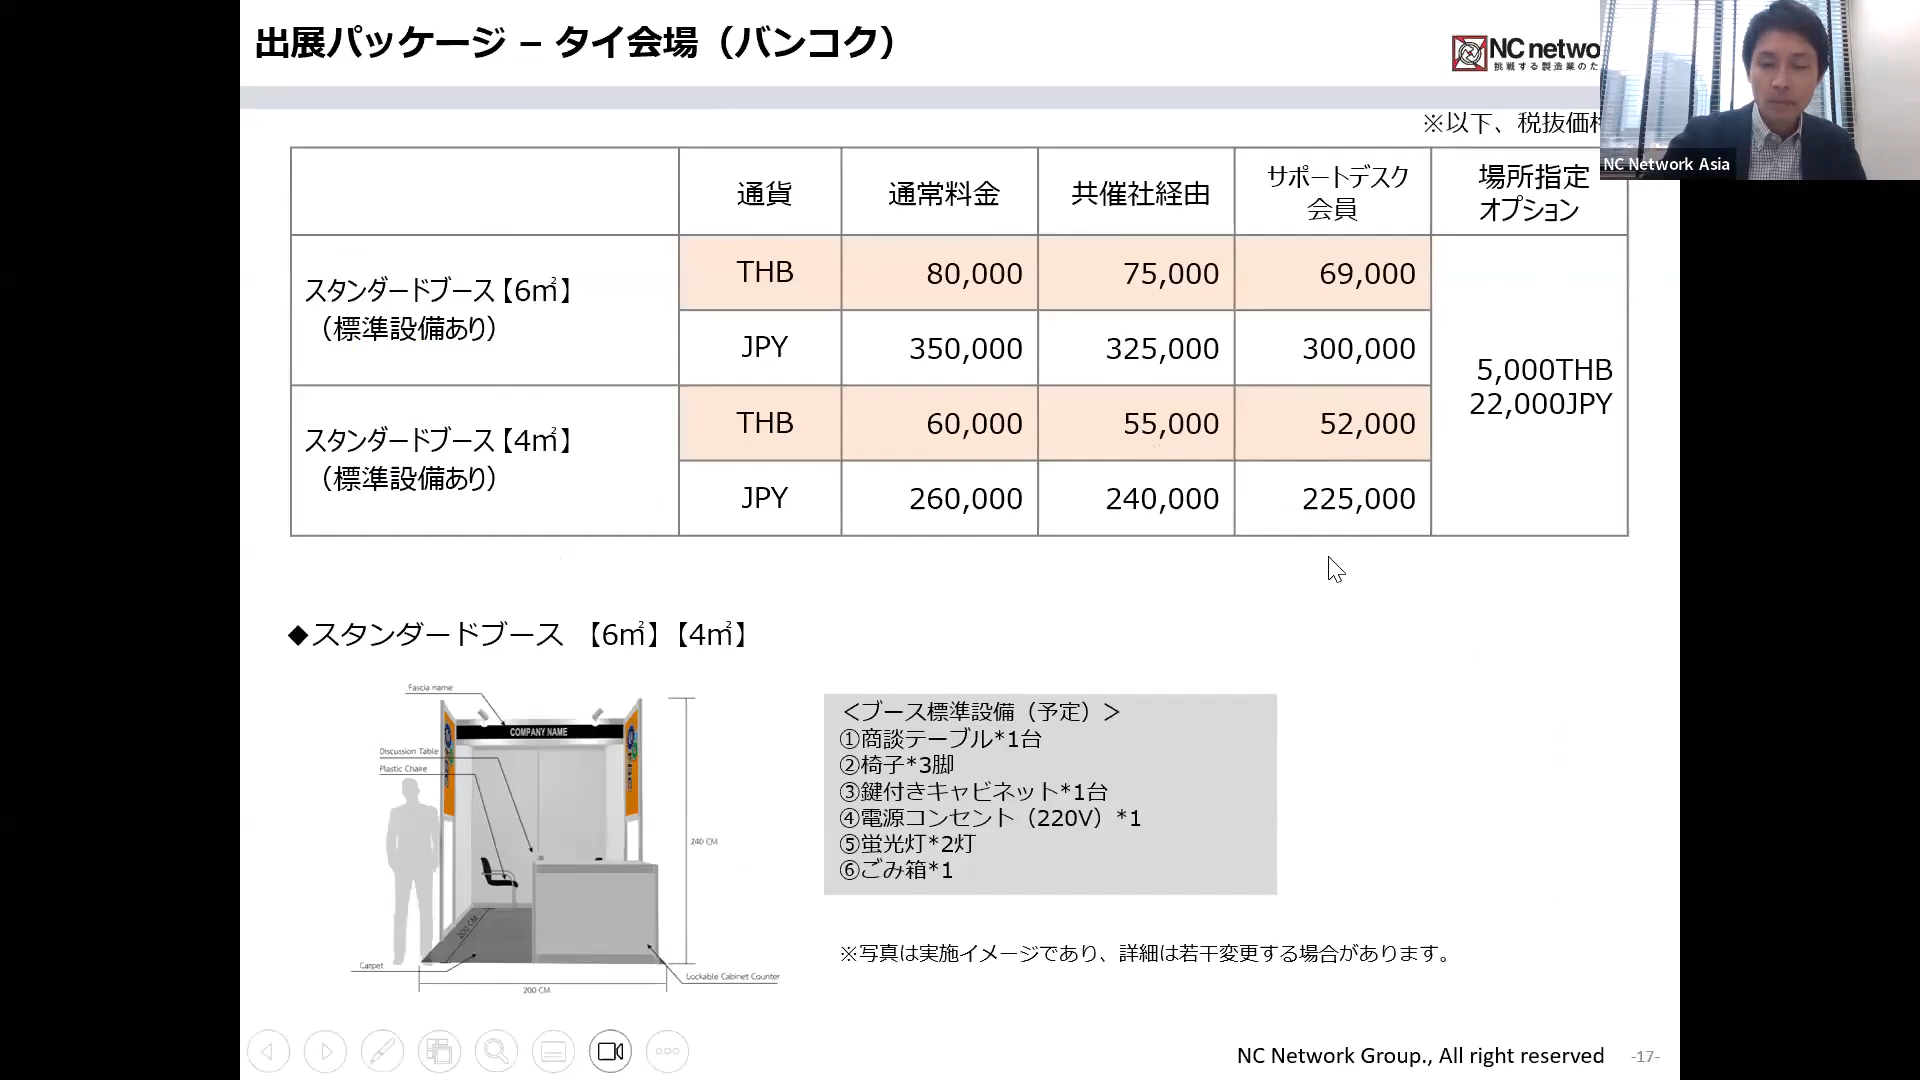 出展パッケージ – タイ会場（バンコク）
NC netwo
挑戦する製造業のた
※以下、税抜価
NC Network Asia
通貨
通常料金
共催社経由
サポートデスク
会員
場所指定
オプション
スタンダードブース【6㎡】
（標準設備あり）
THB
80,000
75,000
69,000
JPY
350,000
325,000
300,000
5,000THB
22,000JPY
スタンダードブース【4㎡】
（標準設備あり）
THB
60,000
55,000
52,000
JPY
260,000
240,000
225,000
◆スタンダードブース 【6㎡】【4㎡】
Fascia name
COMPANY NAME
Discussion Table
Plastic Chaire
240 CM
200 CM
Carpet
Lockable Cabinet Counter
200 CM
＜ブース標準設備（予定）＞
①商談テーブル*1台
②椅子*3脚
③鍵付きキャビネット*1台
④電源コンセント（220V）*1
⑤蛍光灯*2灯
⑥ごみ箱*1
※写真は実施イメージであり、詳細は若干変更する場合があります。
NC Network Group., All right reserved
-17-